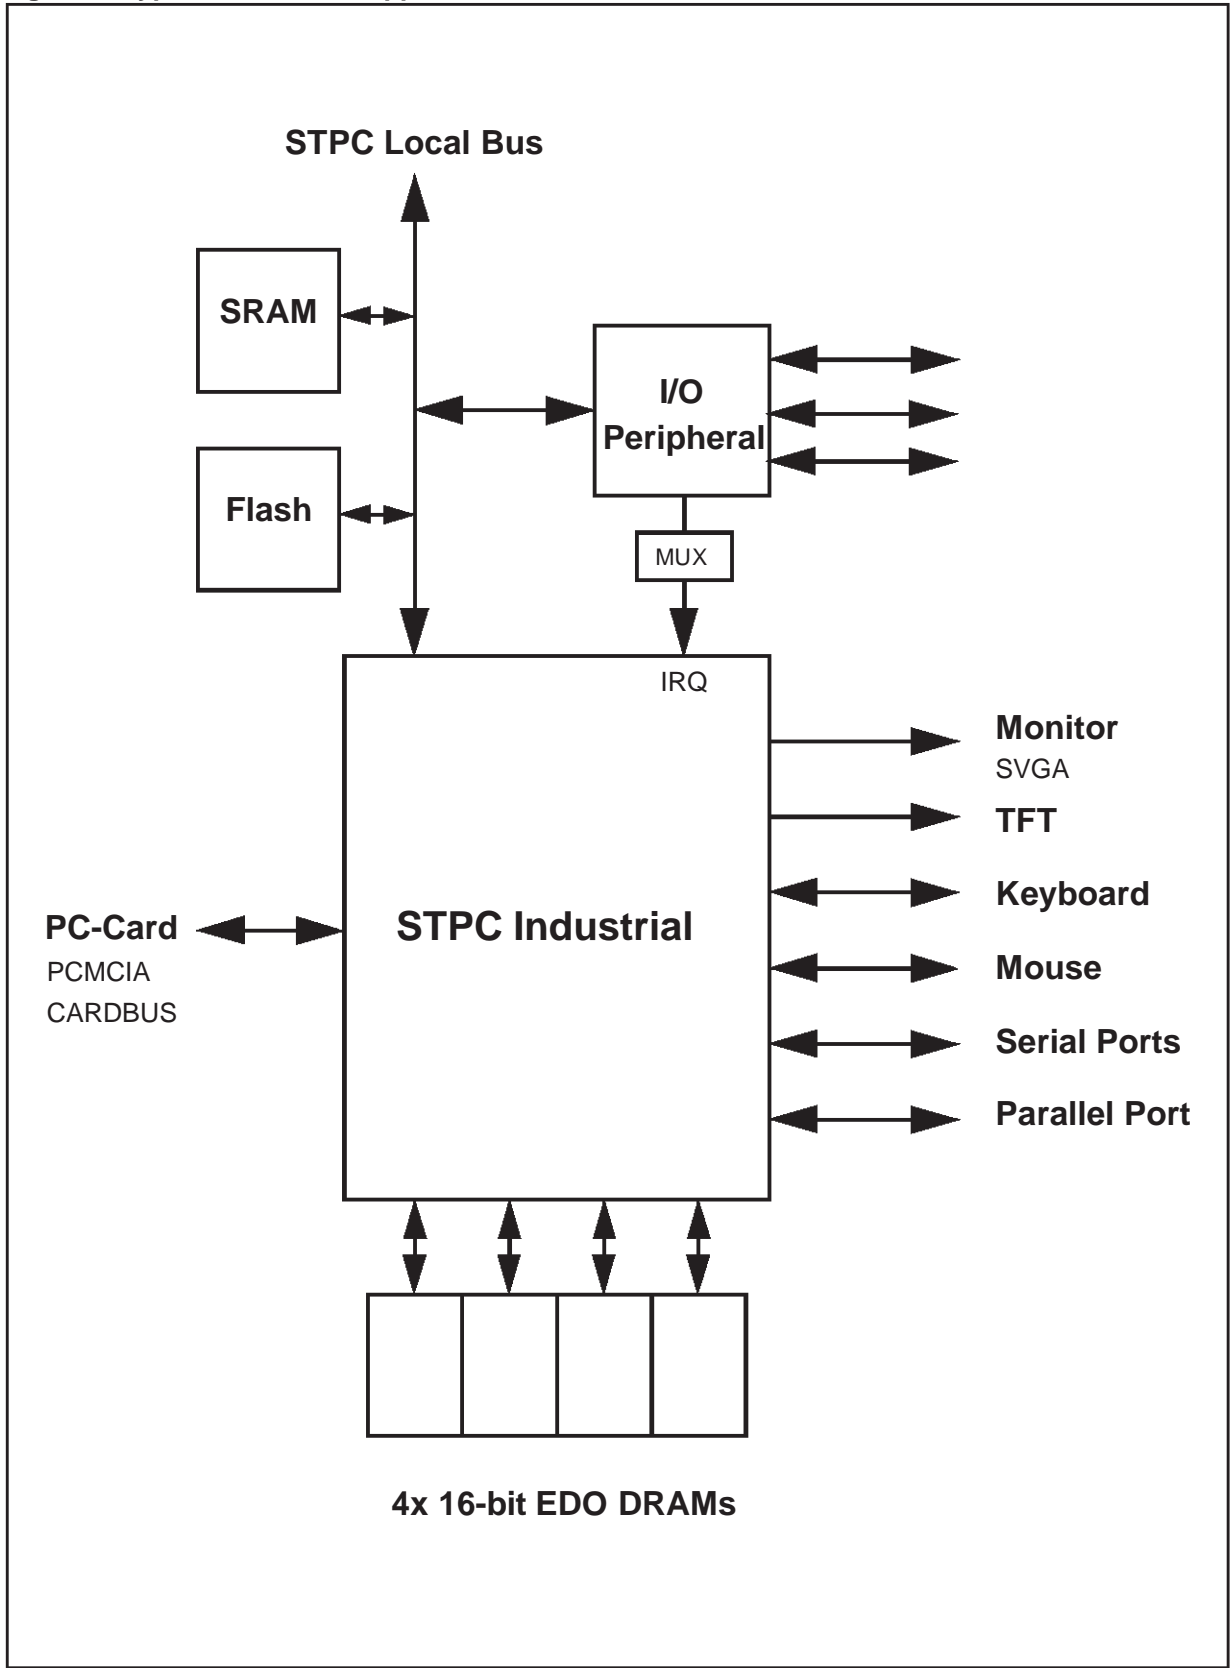 STPC Local Bus
SRAM
I/O
Peripheral
Flash
MUX
IRQ
Monitor
SVGA
TFT
Keyboard
PC-Card
STPC Industrial
PCMCIA
Mouse
CARDBUS
Serial Ports
Parallel Port
4x 16-bit EDO DRAMs